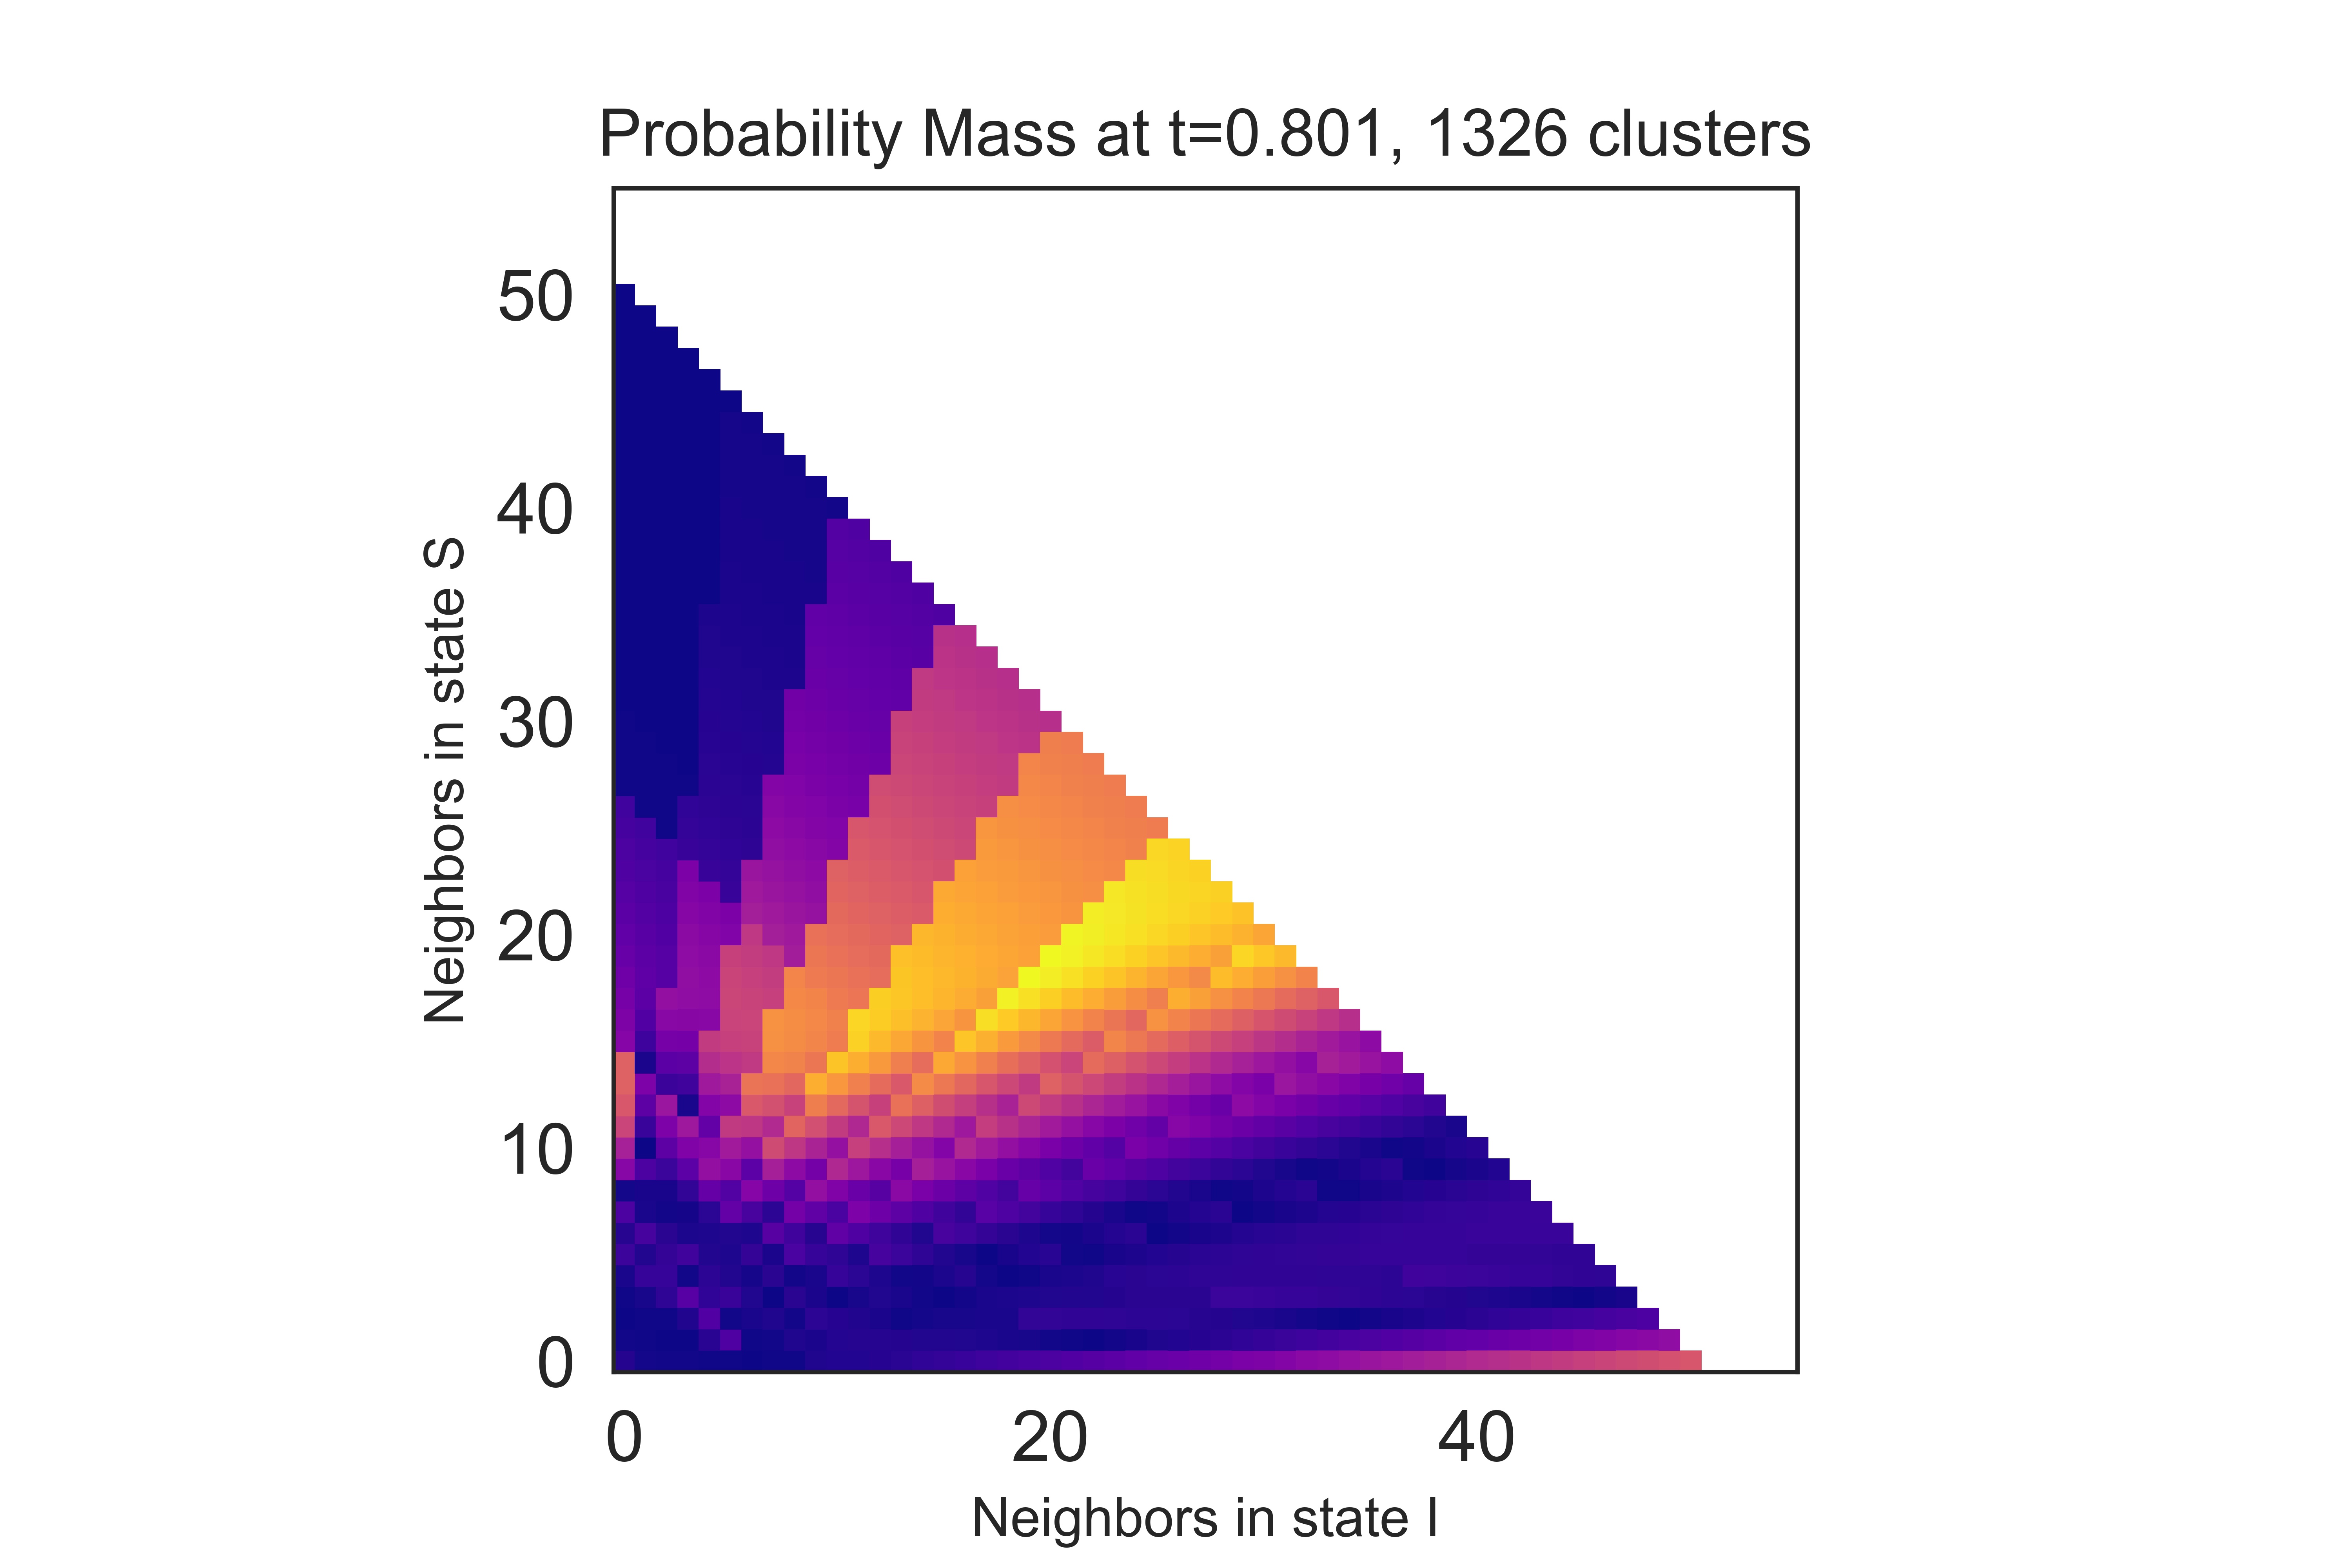 Probability Mass at t=0.801, 1326 clusters
Neighbors in state S
50
40
30
20
10
0
0 20 40
Neighbors in state I